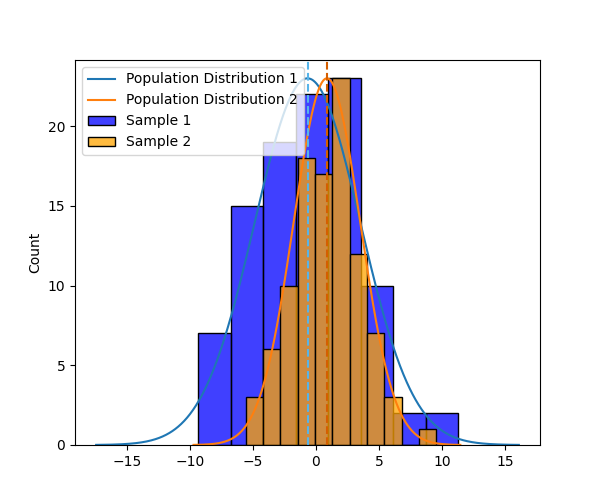 Population Distribution 1
Population Distribution 2
Sample 1
Sample 2
Count
20
15
10
5
0
−15
−10
−5
0
5
10
15